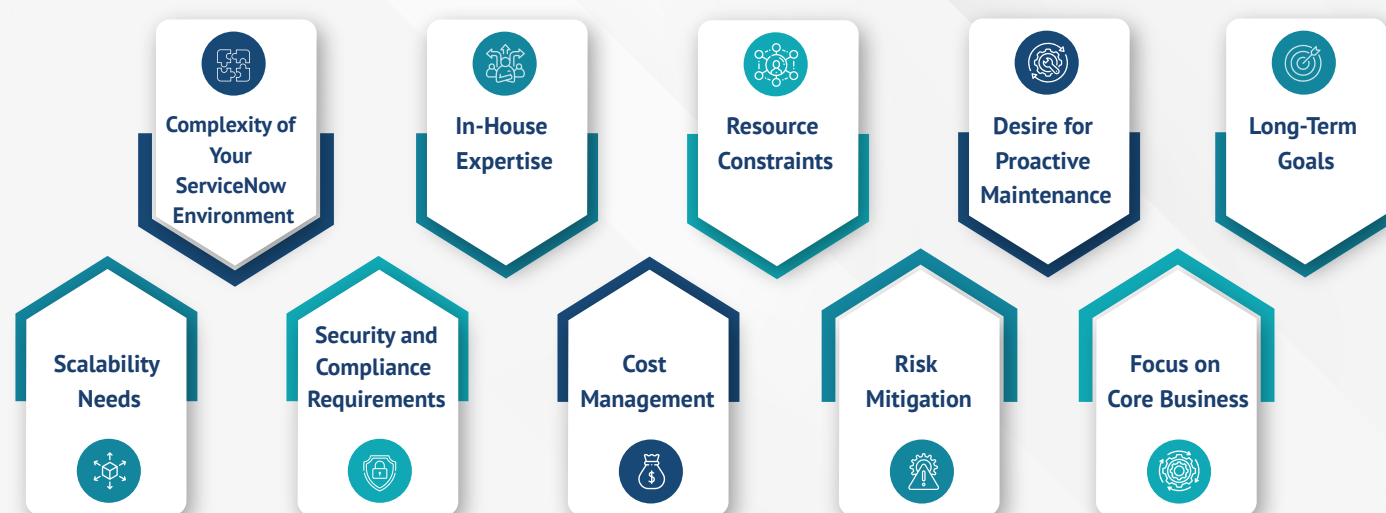 Complexity of
Your
ServiceNow
Environment
In-House
Expertise
Resource
Constraints
Desire for
Proactive
Maintenance
Long-Term
Goals
Scalability
Needs
Security and
Compliance
Requirements
Cost
Management
$
Risk
Mitigation
Focus on
Core Business